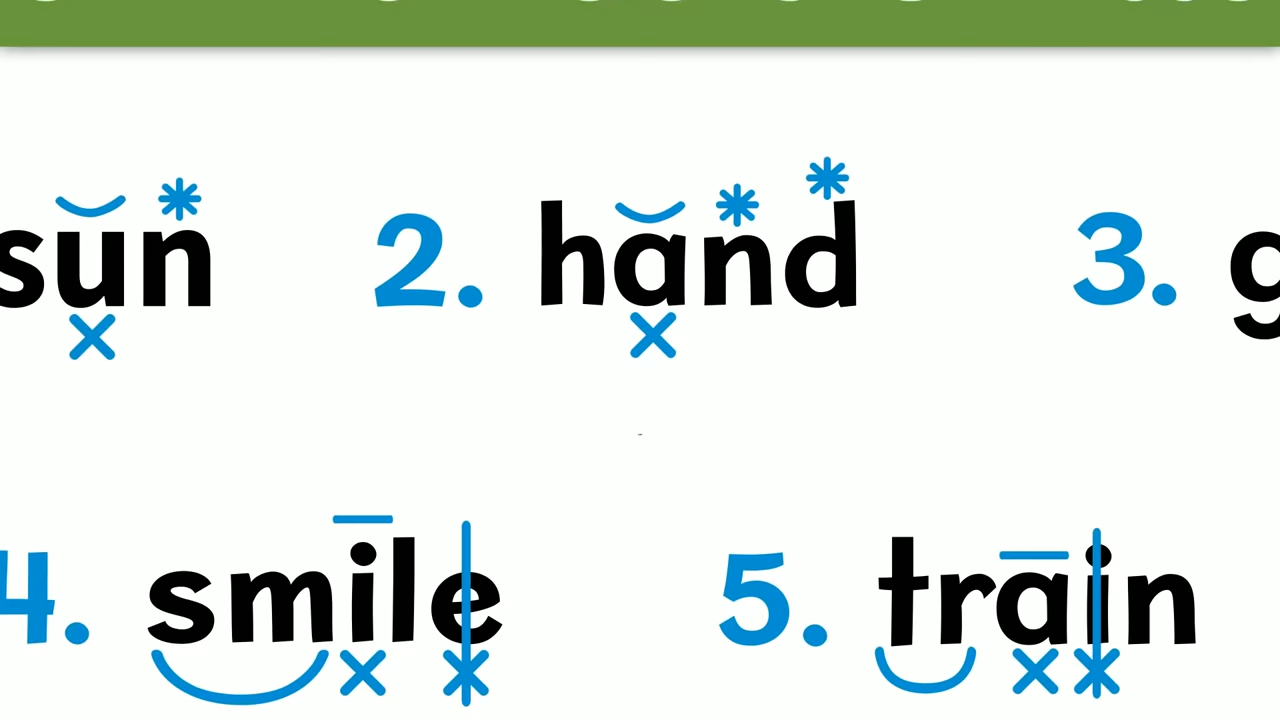 sun 2. hand 3. g
4. smile 5. train